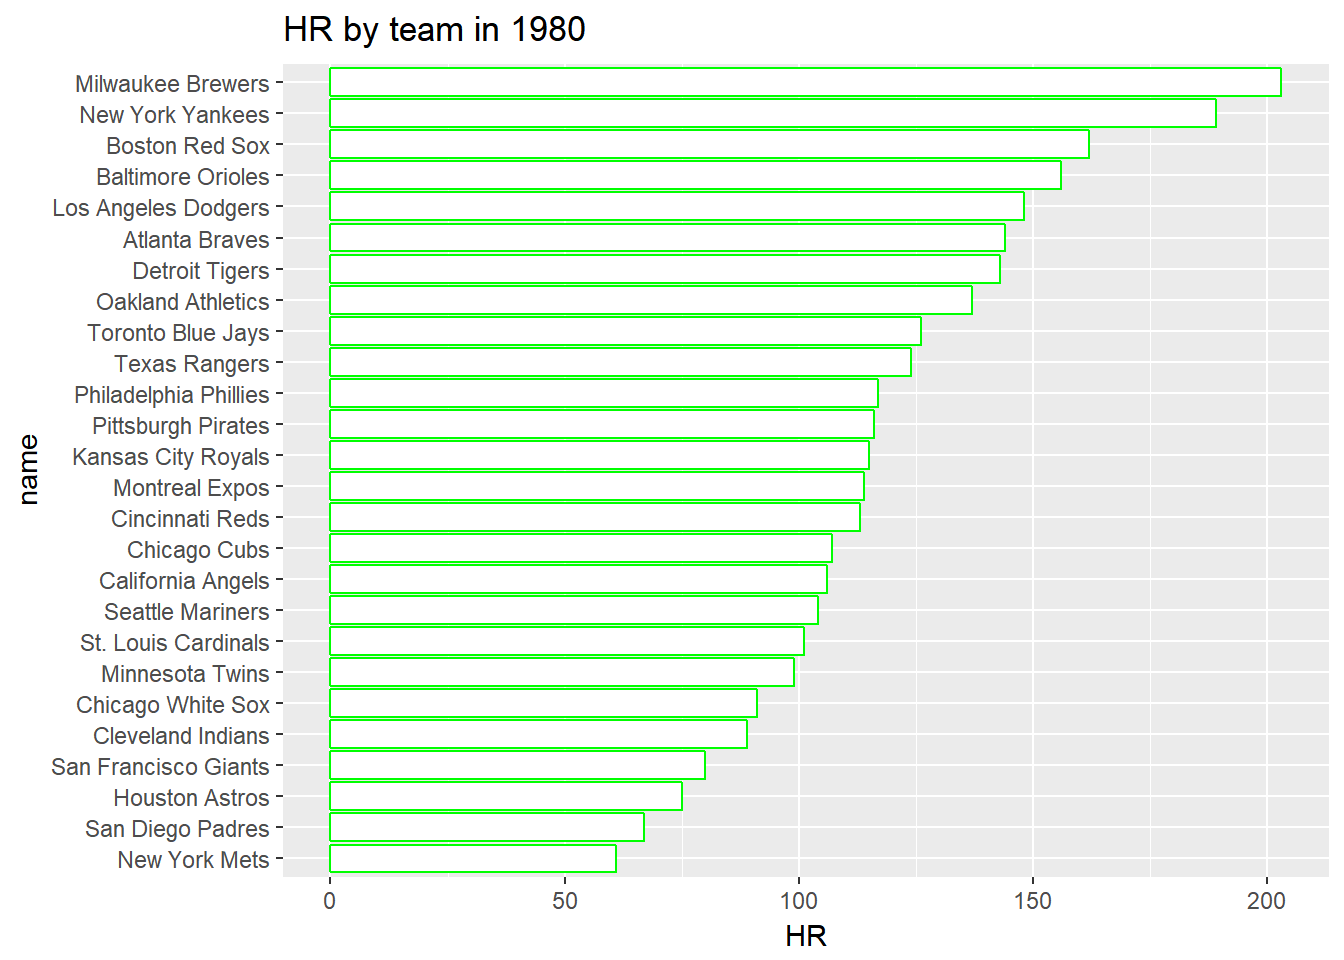 HR by team in 1980
Milwaukee Brewers
New York Yankees
Boston Red Sox
Baltimore Orioles
Los Angeles Dodgers
Atlanta Braves
Detroit Tigers
Oakland Athletics
Toronto Blue Jays
Texas Rangers
Philadelphia Phillies
Pittsburgh Pirates
Kansas City Royals
Montreal Expos
Cincinnati Reds
Chicago Cubs
California Angels
Seattle Mariners
St. Louis Cardinals
Minnesota Twins
Chicago White Sox
Cleveland Indians
San Francisco Giants
Houston Astros
San Diego Padres
New York Mets
name
0 50 100 150 200
HR